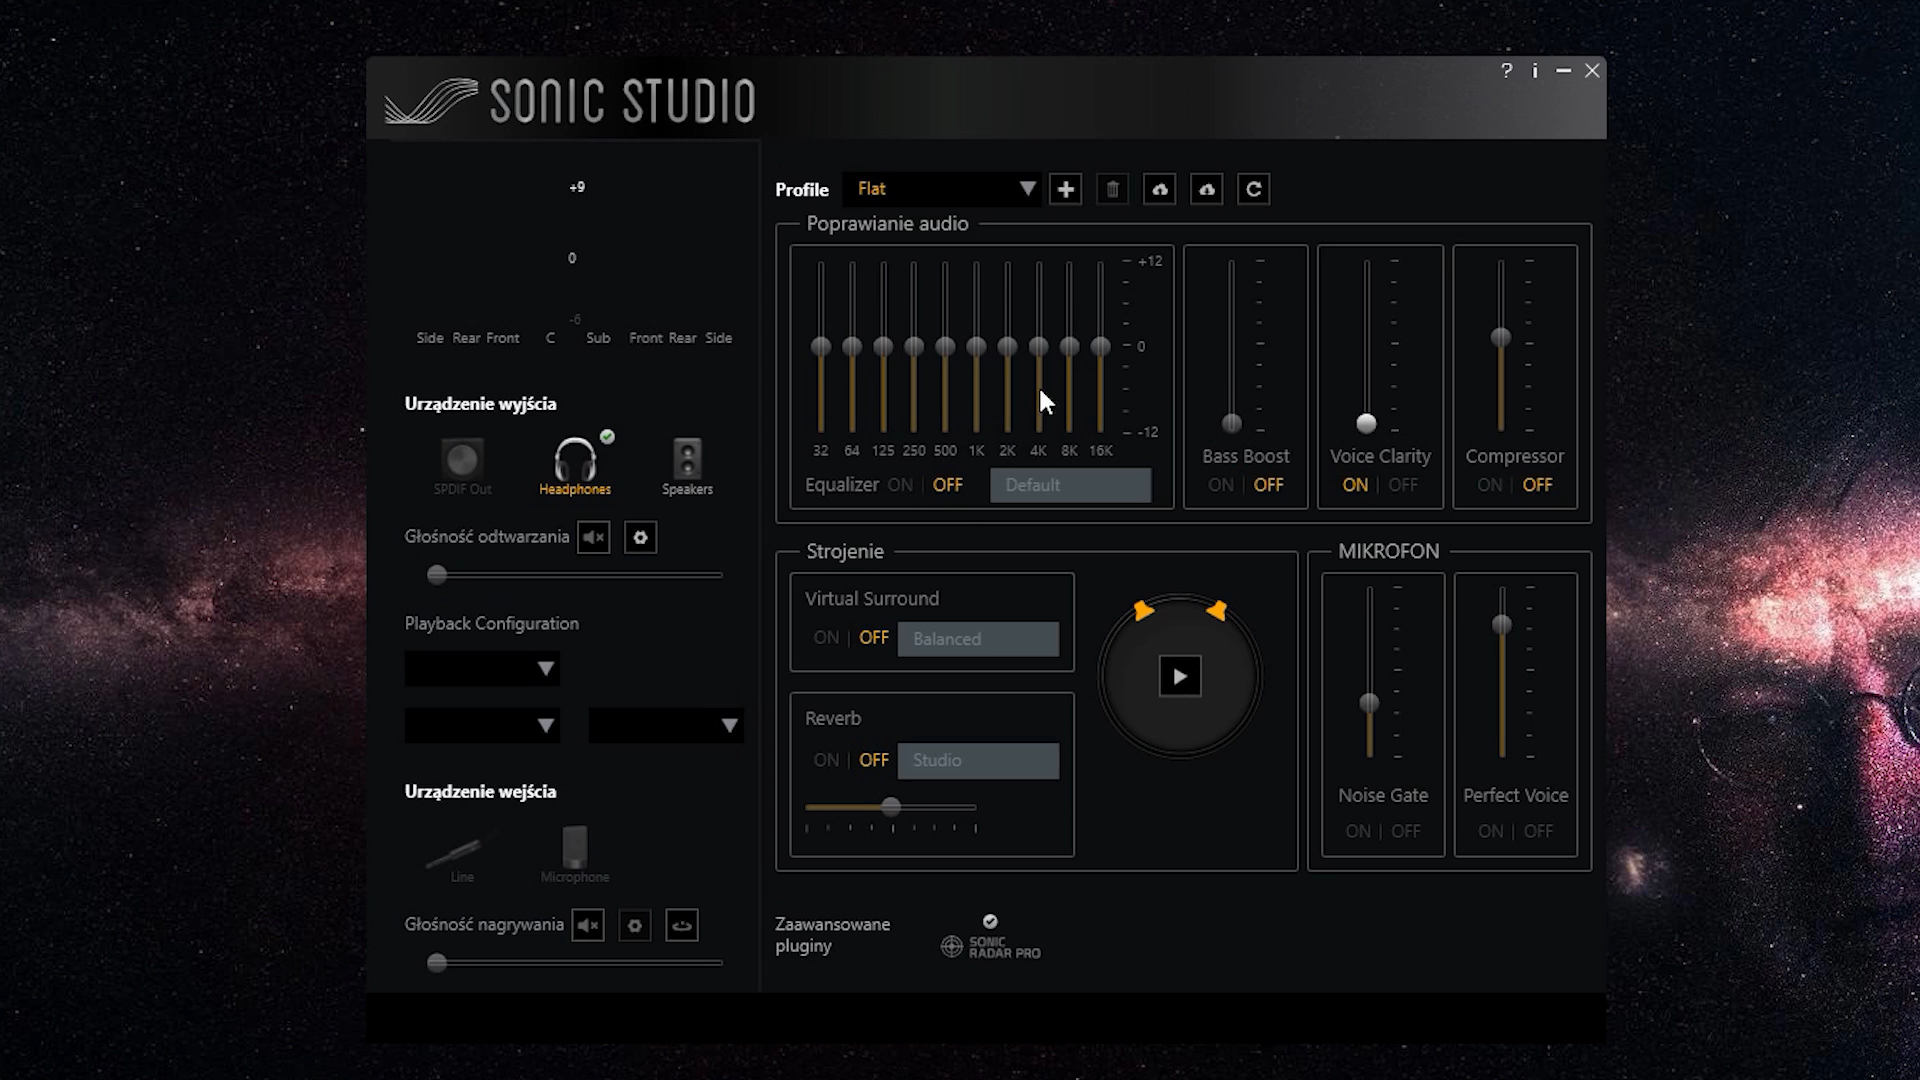 SONIC STUDIO
? i
+9
0
-6
Side Rear Front C Sub Front Rear Side
Urządzenie wyjścia
SPDIF Out Headphones Speakers
Głośność odtwarzania
Playback Configuration
Urządzenie wejścia
Line Microphone
Głośność nagrywania
Profile Flat
Poprawianie audio
+12
0
-12
32 64 125 250 500 1K 2K 4K 8K 16K
Equalizer ON | OFF Default
Bass Boost
ON | OFF
Voice Clarity
ON | OFF
Compressor
ON | OFF
Strojenie
Virtual Surround
ON | OFF Balanced
Reverb
ON | OFF Studio
MIKROFON
Noise Gate
ON | OFF
Perfect Voice
ON | OFF
Zaawansowane
pluginy
SONIC
RADAR PRO